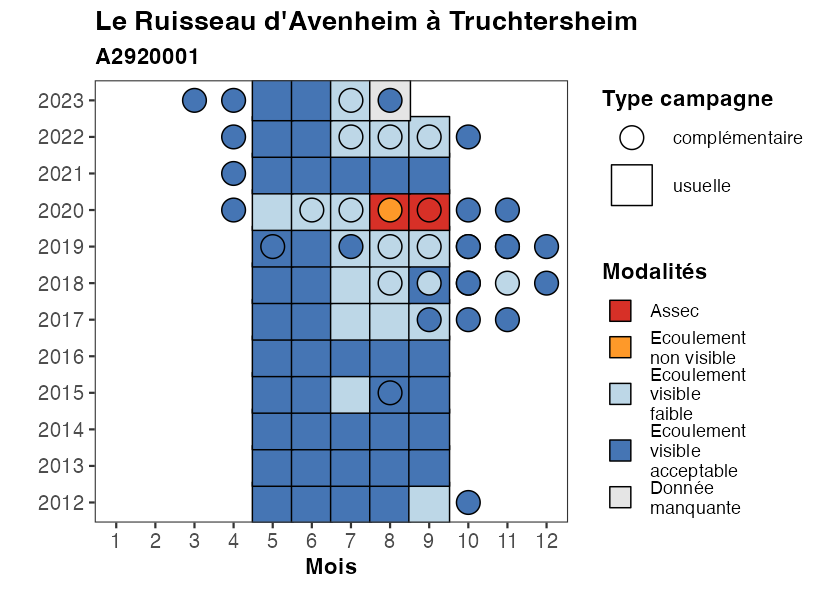 Le Ruisseau d'Avenheim à Truchtersheim
A2920001
2023
2022
2021
2020
2019
2018
2017
2016
2015
2014
2013
2012
1 2 3 4 5 6 7 8 9 10 11 12
Mois
Type campagne
complémentaire
usuelle
Modalités
Assec
Ecoulement
non visible
Ecoulement
visible
faible
Ecoulement
visible
acceptable
Donnée
manquante